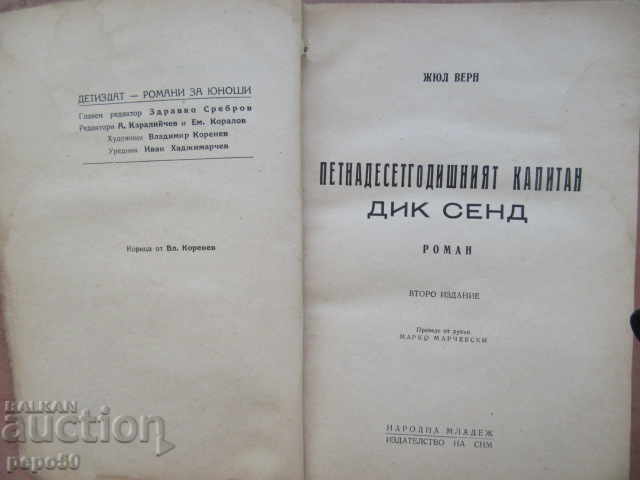 ДЕТИЗДАТ — РОМАНИ ЗА ЮНОШИ
Главен редактор Здравко Сребров
Редактори А. Каралийчев и Ем. Коралов
Художник Владимир Коренев
Уредник Иван Хаджимарчев
Корица от Вл. Коренев
ЖЮЛ ВЕРН
ПЕТНАДЕСЕТГОДИШНИЯТ КАПИТАН
ДИК СЕНД
РОМАН
ВТОРО ИЗДАНИЕ
Преведе от руски
МАРКО МАРЧЕВСКИ
НАРОДНА МЛАДЕЖ
ИЗДАТЕЛСТВО НА СНМ
BALKAN
auction
pepo50